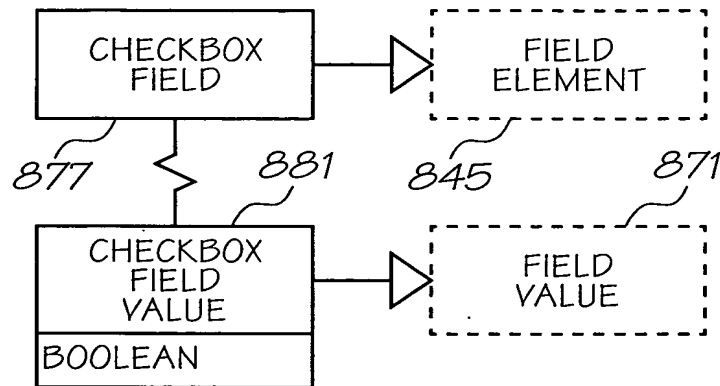 CHECKBOX
FIELD
FIELD
ELEMENT
877
881
845
871
CHECKBOX
FIELD
VALUE
FIELD
VALUE
BOOLEAN